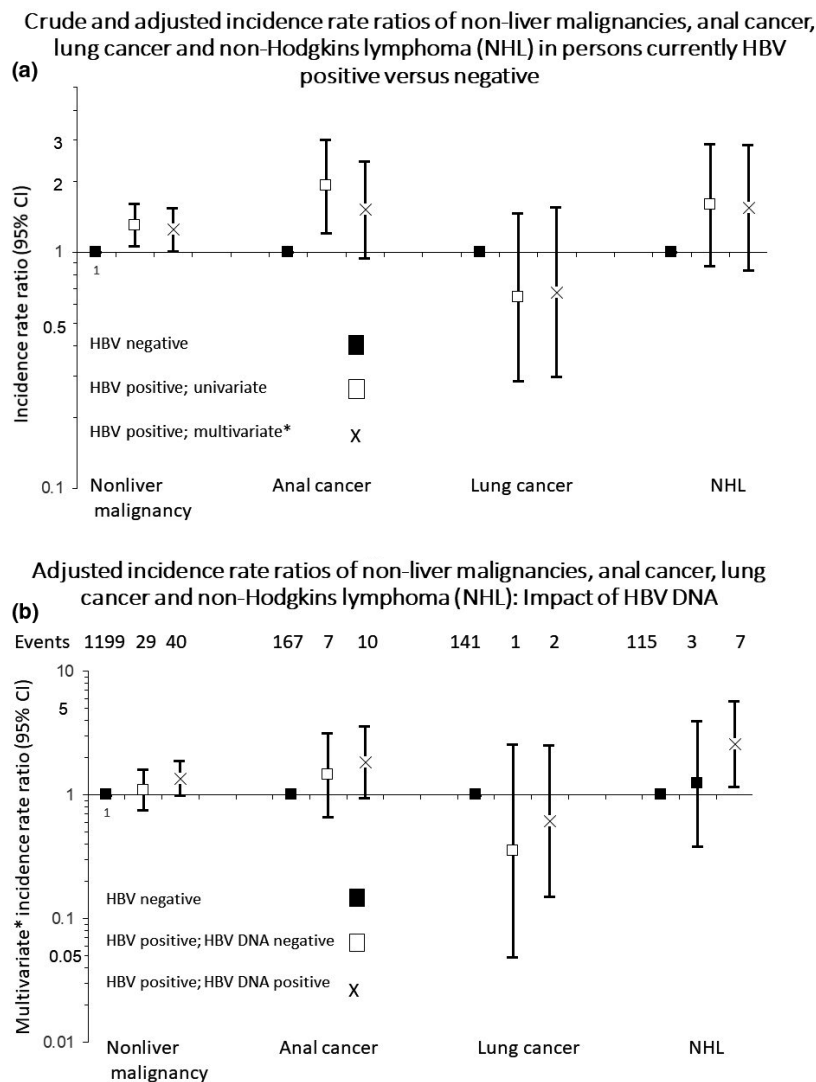 Crude and adjusted incidence rate ratios of non-liver malignancies, anal cancer,
lung cancer and non-Hodgkins lymphoma (NHL) in persons currently HBV
positive versus negative
(a)
Incidence rate ratio (95% CI)
3
2
1
0.5
0.1
1
HBV negative
HBV positive; univariate
HBV positive; multivariate* X
Nonliver malignancy
Anal cancer
Lung cancer
NHL
Adjusted incidence rate ratios of non-liver malignancies, anal cancer, lung
cancer and non-Hodgkins lymphoma (NHL): Impact of HBV DNA
(b)
Events 1199 29 40 167 7 10 141 1 2 115 3 7
Multivariate* incidence rate ratio (95% CI)
10
5
1
0.1
0.05
0.01
1
HBV negative
HBV positive; HBV DNA negative
HBV positive; HBV DNA positive X
Nonliver malignancy
Anal cancer
Lung cancer
NHL